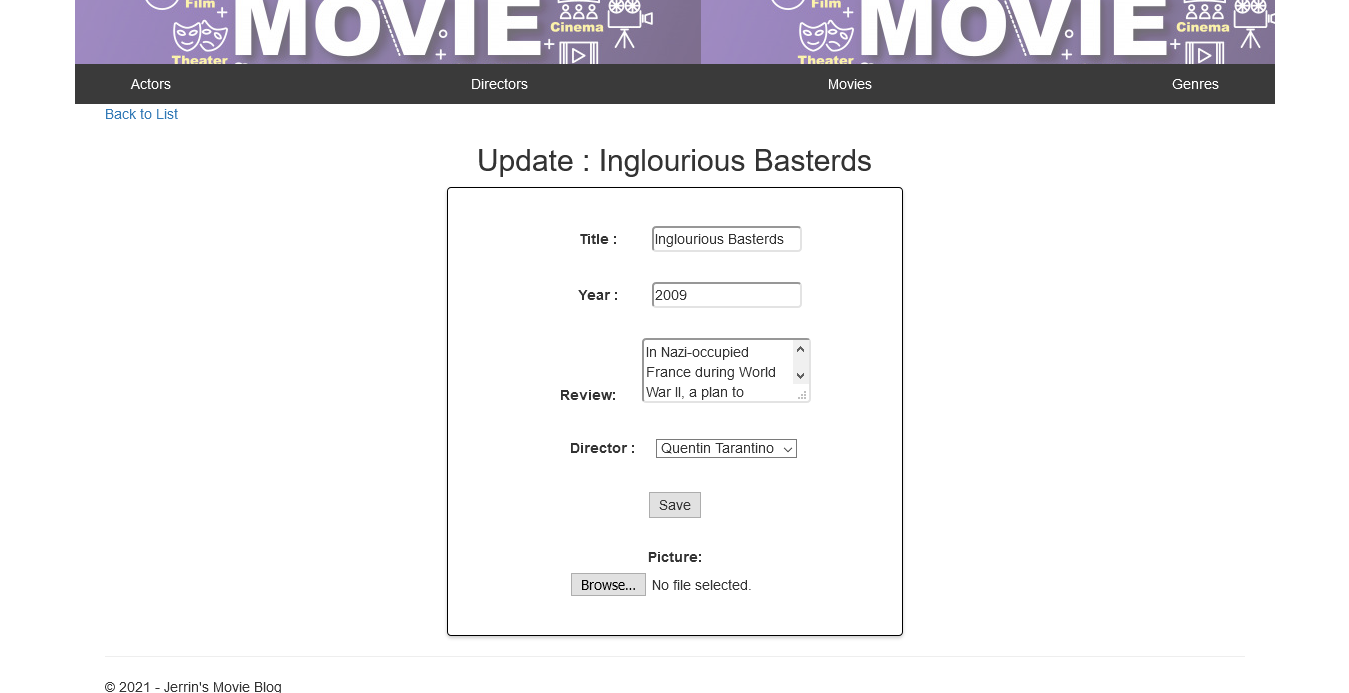 Film
MOVIE
Cinema
Theater
Film
MOVIE
Cinema
Theater
Actors Directors Movies Genres
Back to List
Update : Inglourious Basterds
Title : Inglourious Basterds
Year : 2009
In Nazi-occupied
France during World
War II, a plan to
Review:
Director : Quentin Tarantino
Save
Picture:
Browse... No file selected.
© 2021 - Jerrin's Movie Blog